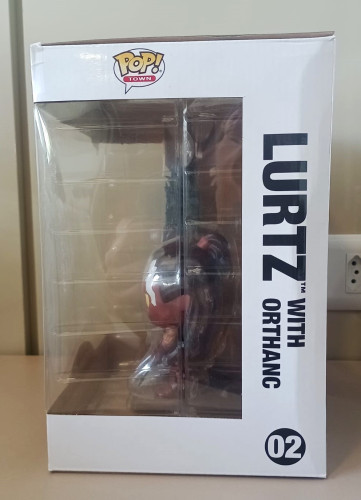 POP!
TOWN
LURTZ™ WITH
ORTHANC
02